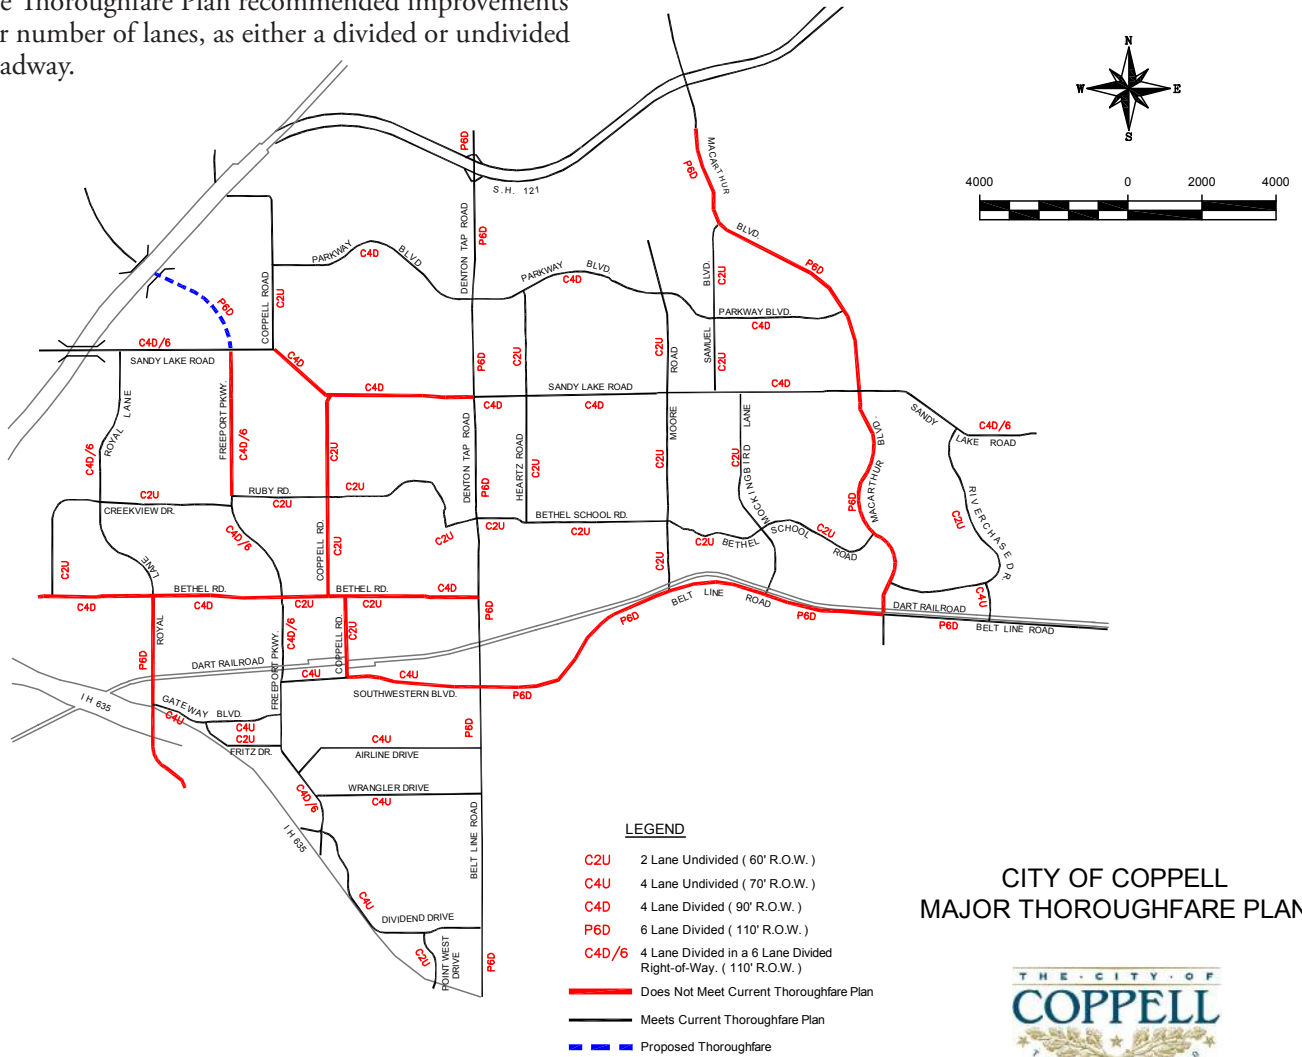 e Thoroughfare Plan recommended improvements
r number of lanes, as either a divided or undivided
adway.
N
W
E
S
4000
0
2000
4000
S.H. 121
P6D
P6D
MACARTHUR
BLVD.
P6D
P6D
DENTON TAP ROAD
P6D
PARKWAY
BLVD
C4D
PARKWAY
BLVD.
C4D
BLVD.
C2U
SAMUEL
C2U
PARKWAY BLVD.
C4D
COPPELL ROAD
C2U
P6D
C4D/6
SANDY LAKE ROAD
C4D
C4D
C4D
SANDY LAKE ROAD
C4D
C4D
SANDY
LAKE ROAD
C4D/6
ROYAL LANE
C4D/6
FREEPORT PKWY.
C4D/6
C2U
DENTON TAP ROAD
P6D
HEARTZ ROAD
C2U
C2U
C2U
ROAD
MOORE
C2U
C2U
LANE
MOCKINGBIRD
C2U
MACARTHUR BLVD.
P6D
RIVERCHASE DR.
C2U
C2U
CREEKVIEW DR.
RUBY RD.
C2U
C2U
C2U
P6D
C2U
BETHEL SCHOOL RD.
C2U
C2U
BETHEL
SCHOOL
ROAD
C2U
C4D/6
COPPELL RD.
C2U
LANE
C2U
BETHEL RD.
BETHEL RD.
C4D
C4D
C4D
C2U
C2U
P6D
BELT LINE ROAD
P6D
P6D
DART RAILROAD
P6D
BELT LINE ROAD
C4U
ROYAL
P6D
C4D/6
FREEPORT PKWY.
COPPELL RD.
C2U
DART RAILROAD
C4U
C4U
SOUTHWESTERN BLVD.
P6D
I H 635
GATEWAY BLVD.
C4U
C4U
C2U
FRITZ DR.
C4U
AIRLINE DRIVE
P6D
WRANGLER DRIVE
C4U
C4D/6
I H 635
BELT LINE ROAD
C4U
DIVIDEND DRIVE
C2U
POINT WEST
DRIVE
P6D
LEGEND
C2U 2 Lane Undivided ( 60' R.O.W. )
C4U 4 Lane Undivided ( 70' R.O.W. )
C4D 4 Lane Divided ( 90' R.O.W. )
P6D 6 Lane Divided ( 110' R.O.W. )
C4D/6 4 Lane Divided in a 6 Lane Divided
Right-of-Way. ( 110' R.O.W. )
Does Not Meet Current Thoroughfare Plan
Meets Current Thoroughfare Plan
Proposed Thoroughfare
CITY OF COPPELL
MAJOR THOROUGHFARE PLAN
THE · CITY · OF
COPPELL